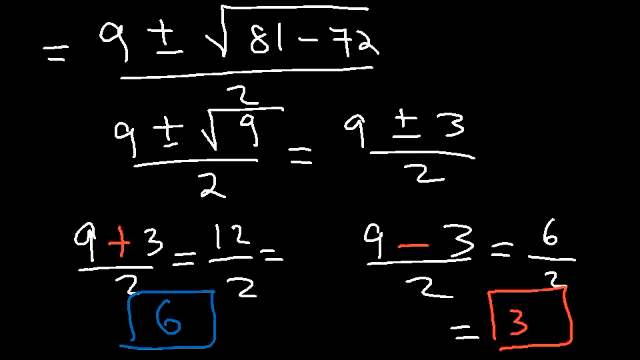 = 9 ± √81 - 72 / 2
9 ± √9 / 2 = 9 ± 3 / 2
9 + 3 / 2 = 12 / 2 = 9 - 3 / 2 = 6 / 2
6 = 3